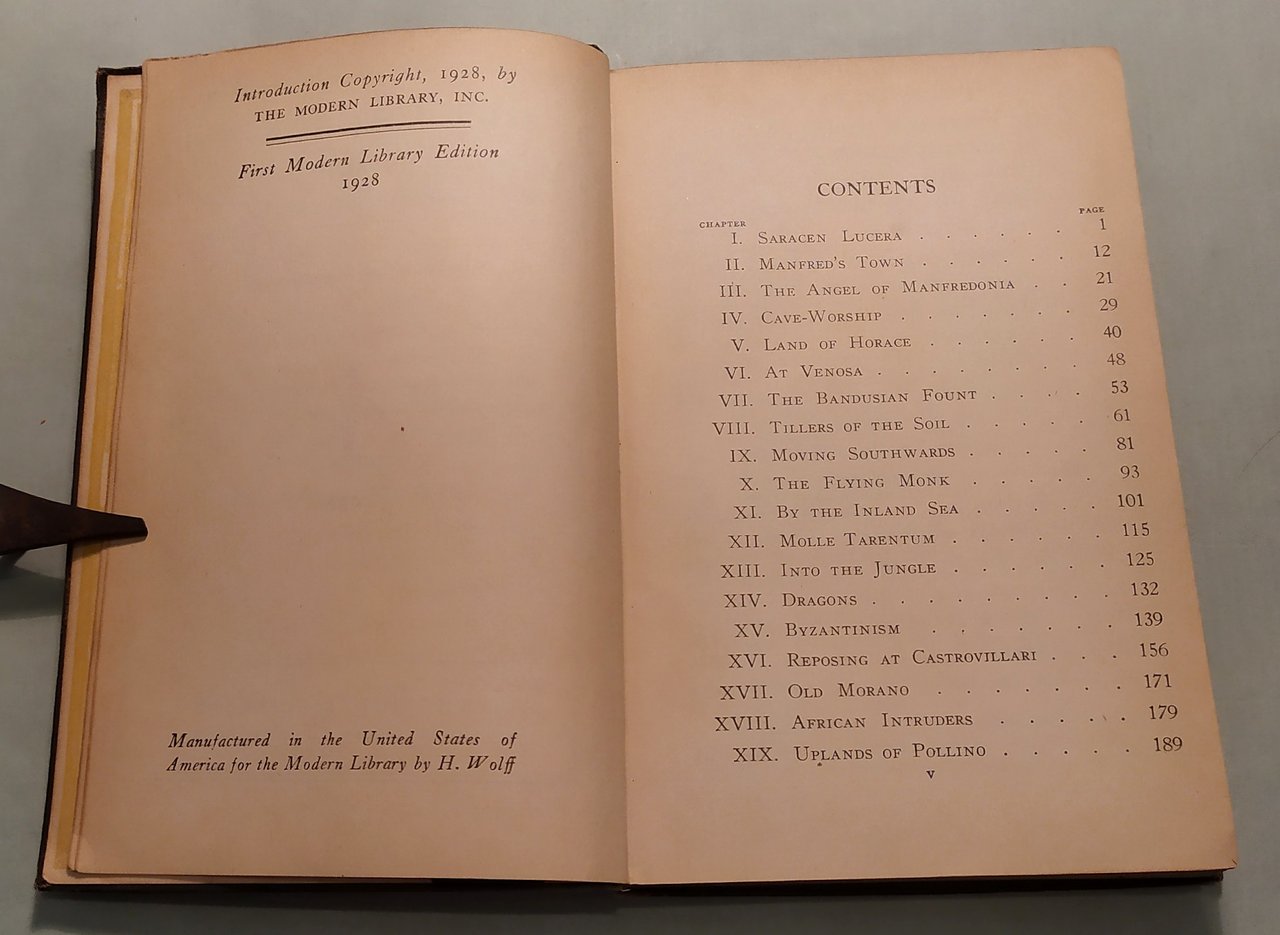 Introduction Copyright, 1928, by
THE MODERN LIBRARY, INC.
First Modern Library Edition
1928
Manufactured in the United States of
America for the Modern Library by H. Wolff
CONTENTS
CHAPTER PAGE
I. Saracen Lucera . . . . . . 1
II. Manfred's Town . . . . . . 12
III. The Angel of Manfredonia . . 21
IV. Cave-Worship . . . . . . . 29
V. Land of Horace . . . . . . 40
VI. At Venosa . . . . . . . . 48
VII. The Bandusian Fount . . . . 53
VIII. Tillers of the Soil . . . . . 61
IX. Moving Southwards . . . . . 81
X. The Flying Monk . . . . . 93
XI. By the Inland Sea . . . . . 101
XII. Molle Tarentum . . . . . . 115
XIII. Into the Jungle . . . . . . 125
XIV. Dragons . . . . . . . . . 132
XV. Byzantinism . . . . . . . 139
XVI. Reposing at Castrovillari . . . 156
XVII. Old Morano . . . . . . . 171
XVIII. African Intruders . . . . . 179
XIX. Uplands of Pollino . . . . . 189
v